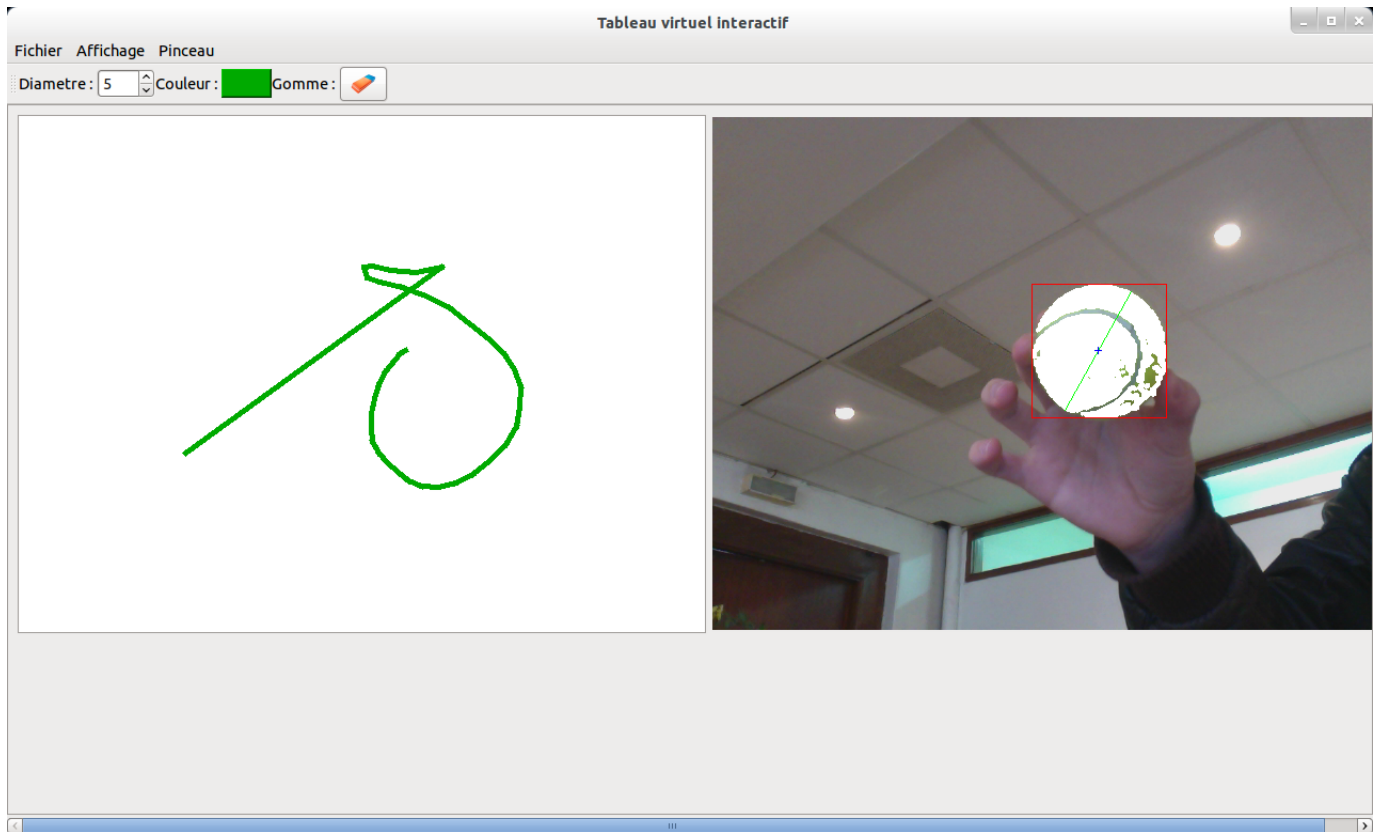 Tableau virtuel interactif
Fichier Affichage Pinceau
Diametre : 5 Couleur : Gomme :